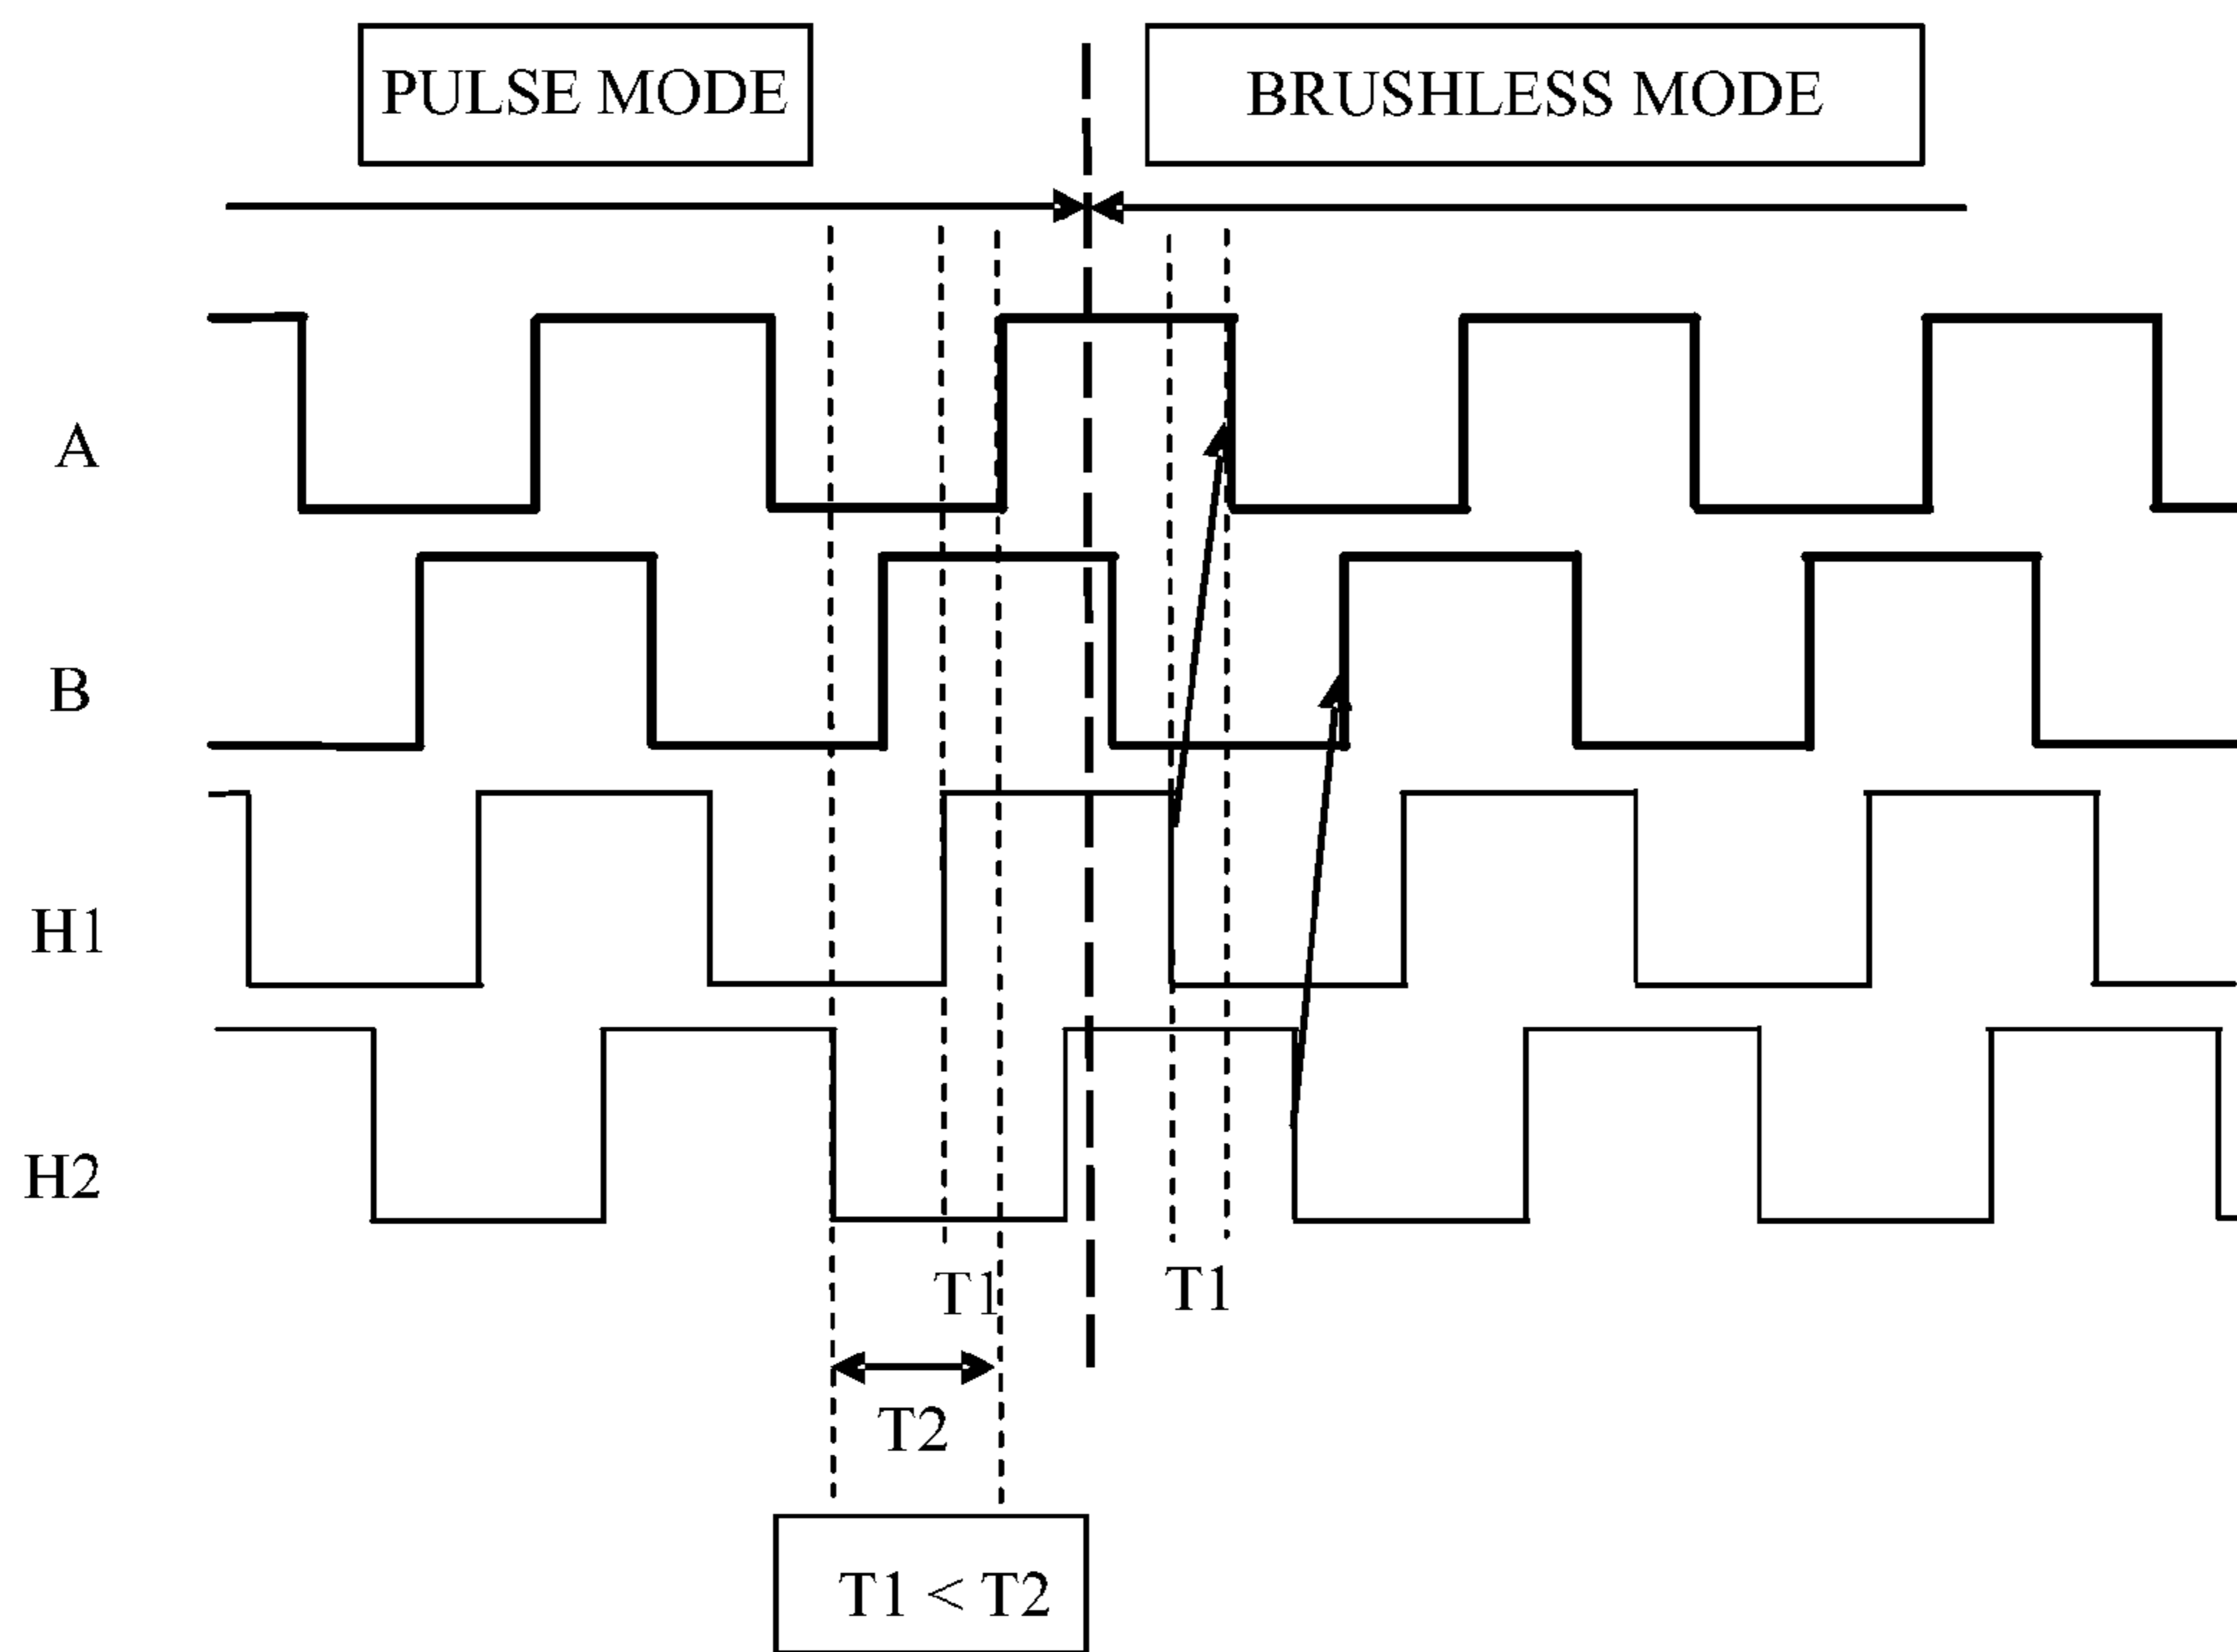 PULSE MODE
BRUSHLESS MODE
A
B
H1
H2
T1
T1
T2
T1 < T2